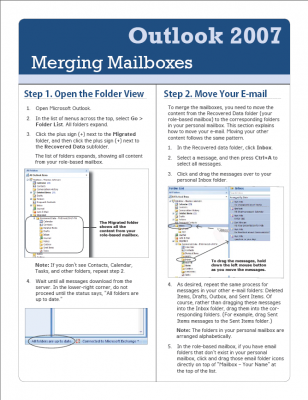 Outlook 2007
Merging Mailboxes
Step 1. Open the Folder View
1. Open Microsoft Outlook.
2. In the list of menus across the top, select Go >
Folder List. All folders expand.
3. Click the plus sign (+) next to the Migrated
folder, and then click the plus sign (+) next to
the Recovered Data subfolder.
The list of folders expands, showing all content
from your role-based mailbox.
The Migrated folder
shows all the
content from your
role-based mailbox.
Note: If you don't see Contacts, Calendar,
Tasks, and other folders, repeat step 2.
4. Wait until all messages download from the
server. In the lower-right corner, do not
proceed until the status says, "All folders are
up to date."
All folders are up to date.
Connected to Microsoft Exchange
Step 2. Move Your E-mail
To merge the mailboxes, you need to move the
content from the Recovered Data folder (your
role-based mailbox) to the corresponding folders
in your personal mailbox. This section explains
how to move your e-mail. Moving your other
content follows the same pattern.
1. In the Recovered data folder, click Inbox.
2. Select a message, and then press Ctrl+A to
select all messages.
3. Click and drag the messages over to your
personal Inbox folder.
To drag the messages, hold
down the left mouse button
as you move the messages.
4. As desired, repeat the same process for
messages in your other e-mail folders: Deleted
Items, Drafts, Outbox, and Sent Items. Of
course, rather than dragging these messages
into the Inbox folder, drag them into the cor-
responding folders. (For example, drag Sent
Items messages to the Sent Items folder.)
Note: The folders in your personal mailbox are
arranged alphabetically.
5. In the role-based mailbox, if you have email
folders that don't exist in your personal
mailbox, click and drag those email folder icons
directly on top of "Mailbox - Your Name" at
the top of the list.